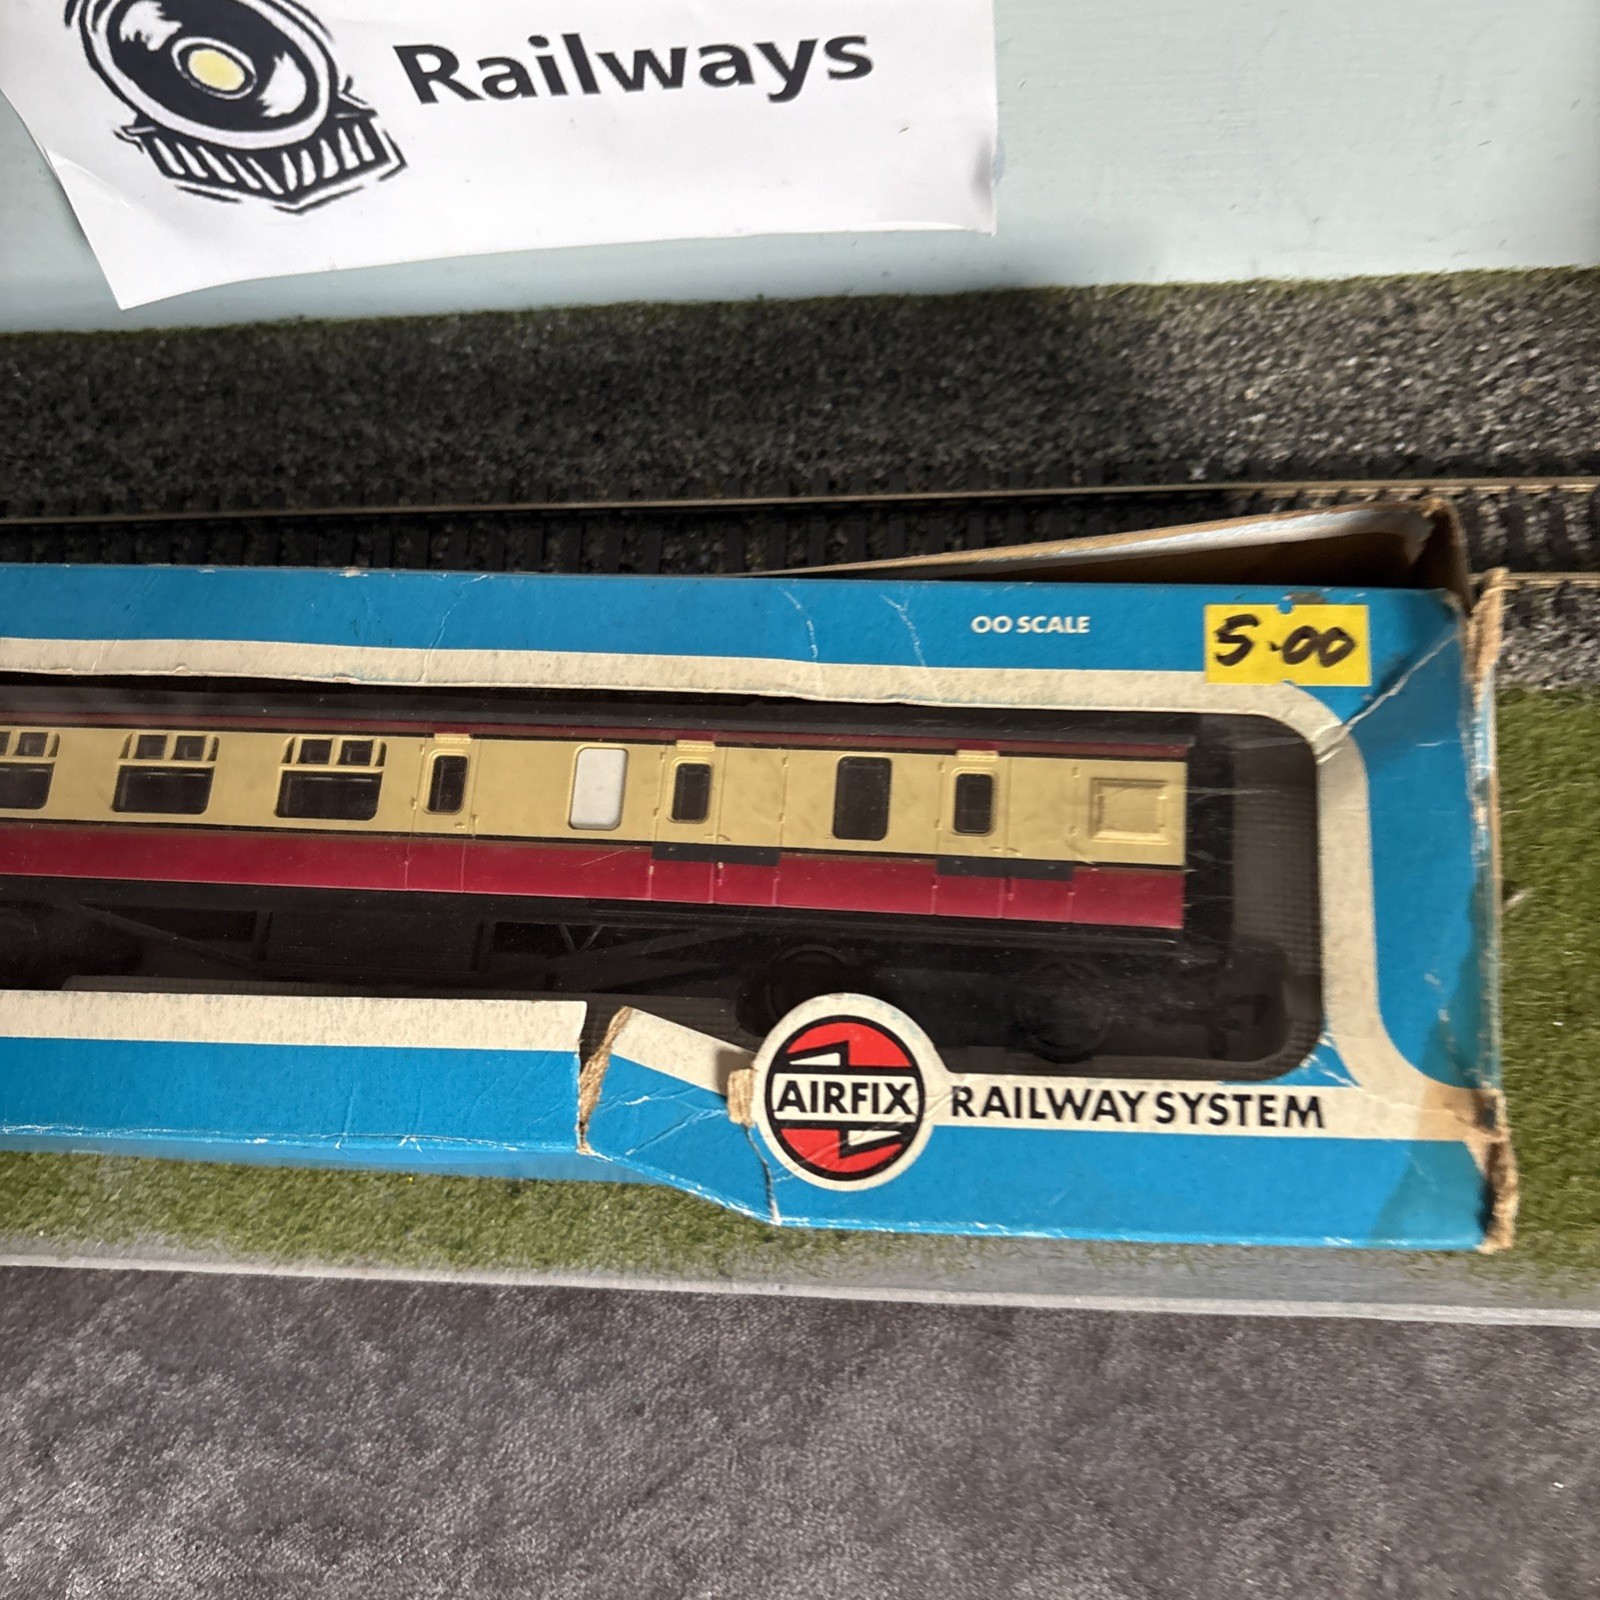 Railways
OO SCALE
5.00
AIRFIX
RAILWAY SYSTEM